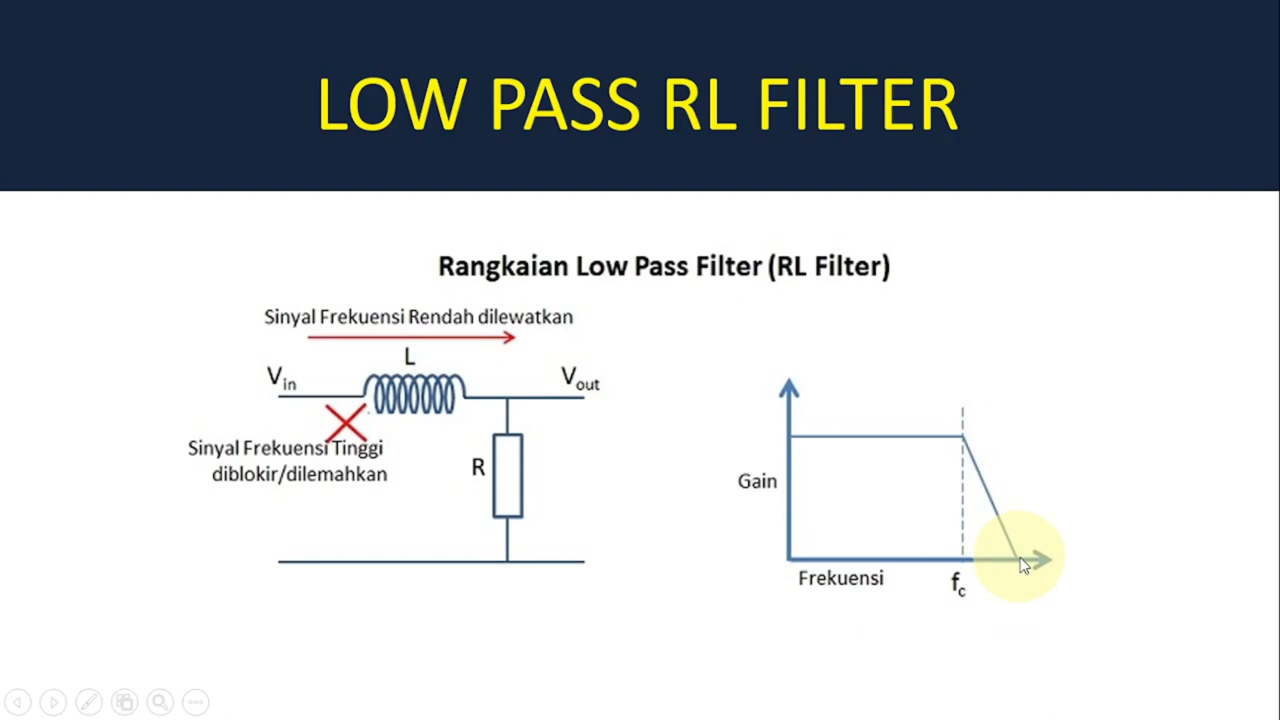 LOW PASS RL FILTER
Rangkaian Low Pass Filter (RL Filter)
Sinyal Frekuensi Rendah dilewatkan
L
Vin
Vout
Sinyal Frekuensi Tinggi
diblokir/dilemahkan
R
Gain
Frekuensi
fc